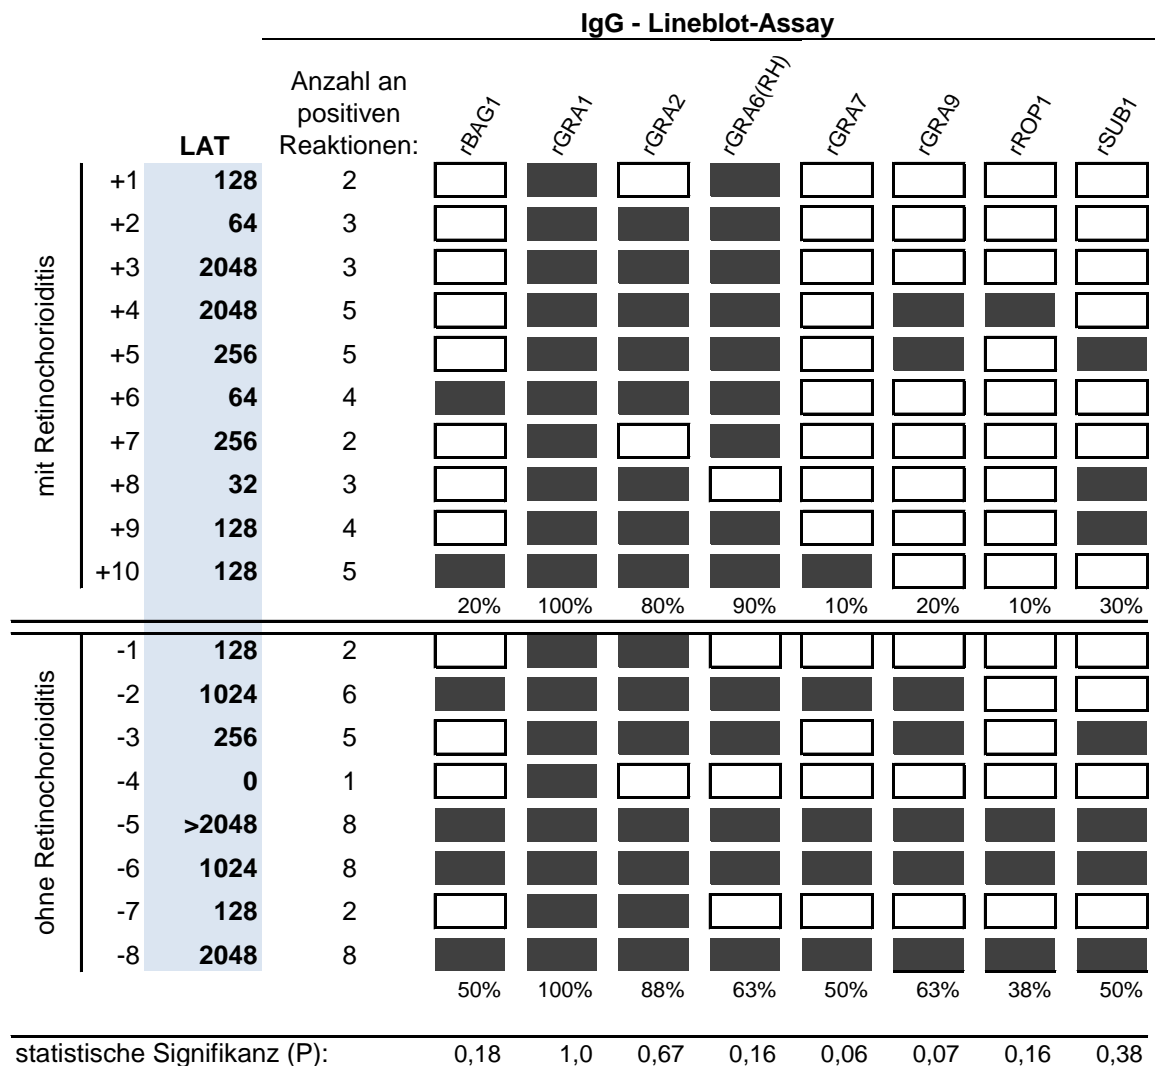 IgG - Lineblot-Assay
LAT Anzahl an positiven Reaktionen: rBAG1 rGRA1 rGRA2 rGRA6(RH) rGRA7 rGRA9 rROP1 rSUB1
mit Retinochorioiditis
+1 128 2
+2 64 3
+3 2048 3
+4 2048 5
+5 256 5
+6 64 4
+7 256 2
+8 32 3
+9 128 4
+10 128 5
20% 100% 80% 90% 10% 20% 10% 30%
ohne Retinochorioiditis
-1 128 2
-2 1024 6
-3 256 5
-4 0 1
-5 >2048 8
-6 1024 8
-7 128 2
-8 2048 8
50% 100% 88% 63% 50% 63% 38% 50%
statistische Signifikanz (P): 0,18 1,0 0,67 0,16 0,06 0,07 0,16 0,38